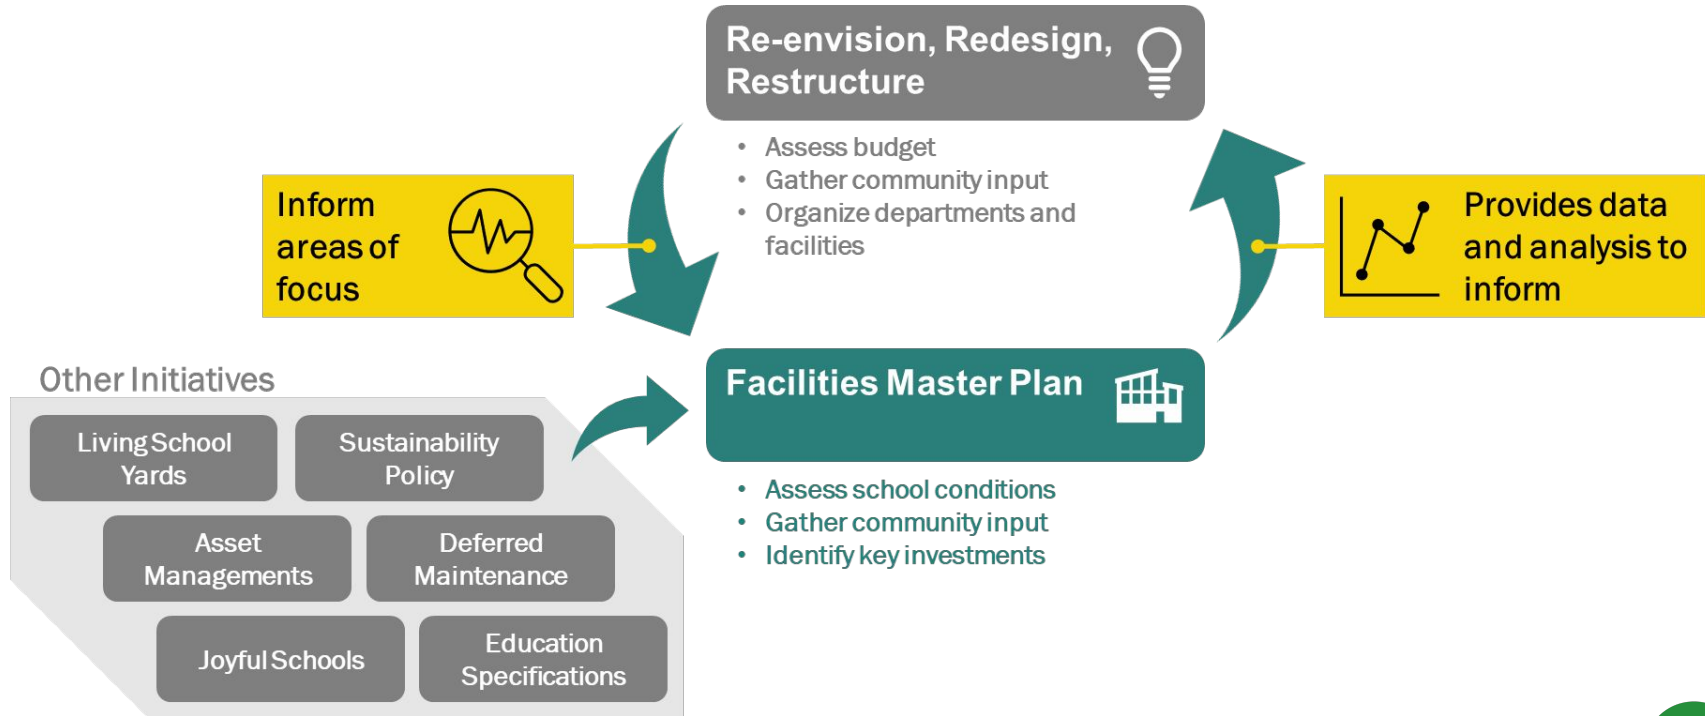 Re-envision, Redesign,
Restructure
• Assess budget
• Gather community input
• Organize departments and
facilities
Inform
areas of
focus
Provides data
and analysis to
inform
Other Initiatives
Living School
Yards
Sustainability
Policy
Asset
Managements
Deferred
Maintenance
Joyful Schools
Education
Specifications
Facilities Master Plan
• Assess school conditions
• Gather community input
• Identify key investments